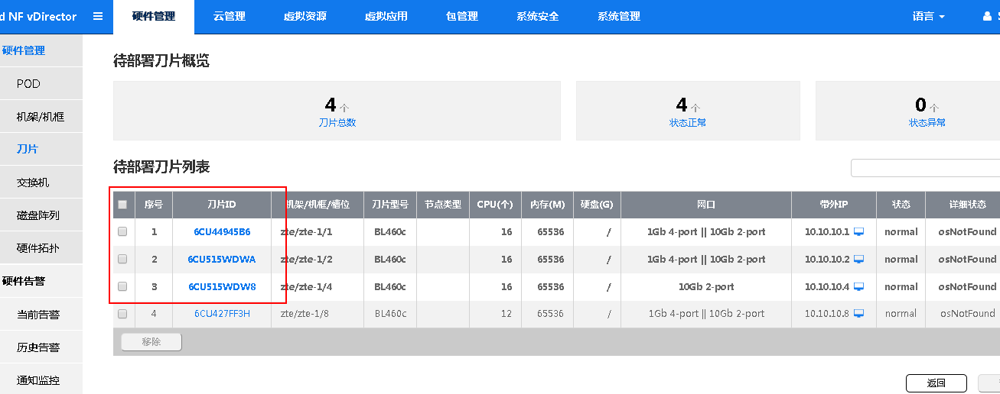 d NF vDirector 硬件管理 云管理 虚拟资源 虚拟应用 包管理 系统安全 系统管理 语言
硬件管理
POD
机架/机框
刀片
交换机
磁盘阵列
硬件拓扑
硬件告警
当前告警
历史告警
通知监控
待部署刀片概览
4 个
刀片总数
4 个
状态正常
0 个
状态异常
待部署刀片列表
序号 刀片ID 机架/机框/槽位 刀片型号 节点类型 CPU(个) 内存(M) 硬盘(G) 网口 带外IP 状态 详细状态
1 6CU44945B6 zte/zte-1/1 BL460c 16 65536 / 1Gb 4-port || 10Gb 2-port 10.10.10.1 normal osNotFound
2 6CU515WDWA zte/zte-1/2 BL460c 16 65536 / 1Gb 4-port || 10Gb 2-port 10.10.10.2 normal osNotFound
3 6CU515WDW8 zte/zte-1/4 BL460c 16 65536 / 10Gb 2-port 10.10.10.4 normal osNotFound
4 6CU427FF3H zte/zte-1/8 BL460c 12 65536 / 1Gb 4-port || 10Gb 2-port 10.10.10.8 normal osNotFound
移除
返回